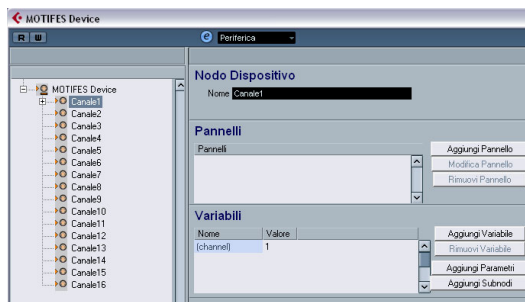 MOTIFES Device
R W
Periferica
MOTIFES Device
Canale1
Canale2
Canale3
Canale4
Canale5
Canale6
Canale7
Canale8
Canale9
Canale10
Canale11
Canale12
Canale13
Canale14
Canale15
Canale16
Nodo Dispositivo
Nome Canale1
Pannelli
Pannelli
Aggiungi Pannello
Modifica Pannello
Rimuovi Pannello
Variabili
Nome Valore
(channel) 1
Aggiungi Variabile
Rimuovi Variabile
Aggiungi Parametri
Aggiungi Subnodi